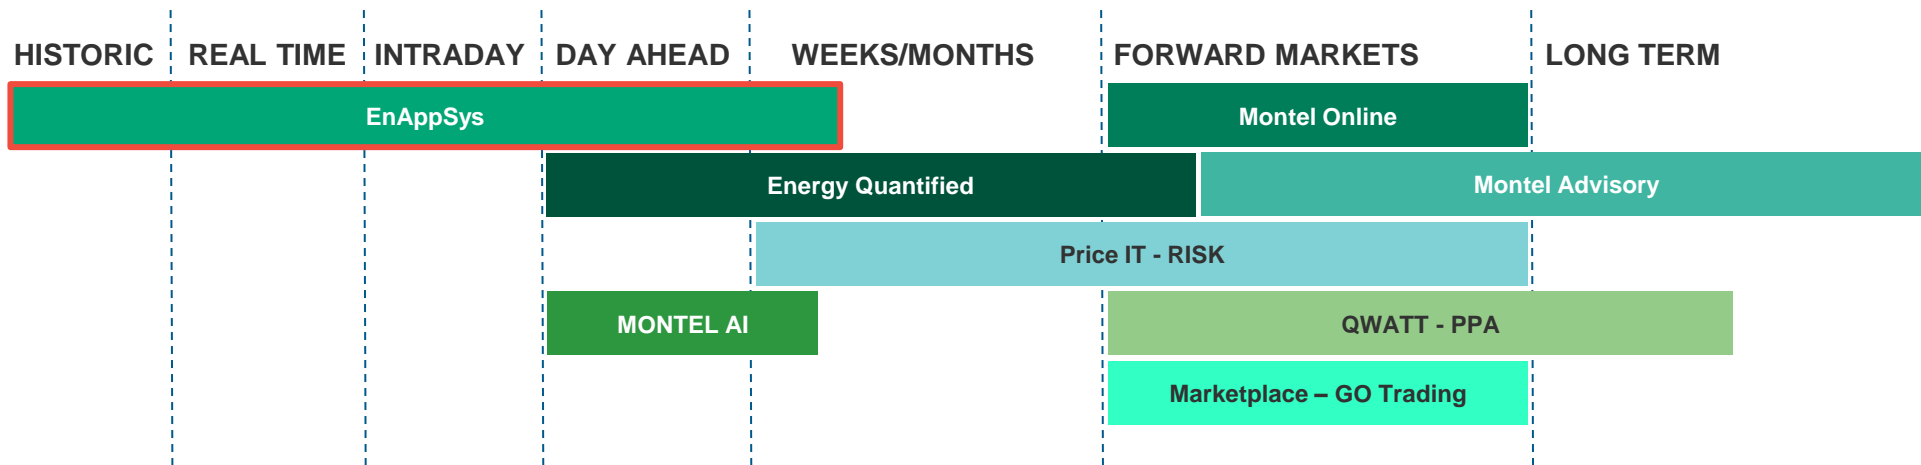 HISTORIC REAL TIME INTRADAY DAY AHEAD WEEKS/MONTHS FORWARD MARKETS LONG TERM
EnAppSys Montel Online
Energy Quantified Montel Advisory
Price IT - RISK
MONTEL AI QWATT - PPA
Marketplace – GO Trading